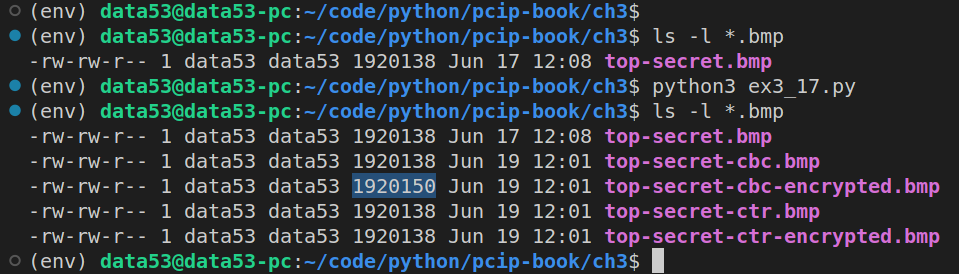 (env) data53@data53-pc:~/code/python/pcip-book/ch3$
(env) data53@data53-pc:~/code/python/pcip-book/ch3$ ls -l *.bmp
-rw-rw-r-- 1 data53 data53 1920138 Jun 17 12:08 top-secret.bmp
(env) data53@data53-pc:~/code/python/pcip-book/ch3$ python3 ex3_17.py
(env) data53@data53-pc:~/code/python/pcip-book/ch3$ ls -l *.bmp
-rw-rw-r-- 1 data53 data53 1920138 Jun 17 12:08 top-secret.bmp
-rw-rw-r-- 1 data53 data53 1920138 Jun 19 12:01 top-secret-cbc.bmp
-rw-rw-r-- 1 data53 data53 1920150 Jun 19 12:01 top-secret-cbc-encrypted.bmp
-rw-rw-r-- 1 data53 data53 1920138 Jun 19 12:01 top-secret-ctr.bmp
-rw-rw-r-- 1 data53 data53 1920138 Jun 19 12:01 top-secret-ctr-encrypted.bmp
(env) data53@data53-pc:~/code/python/pcip-book/ch3$